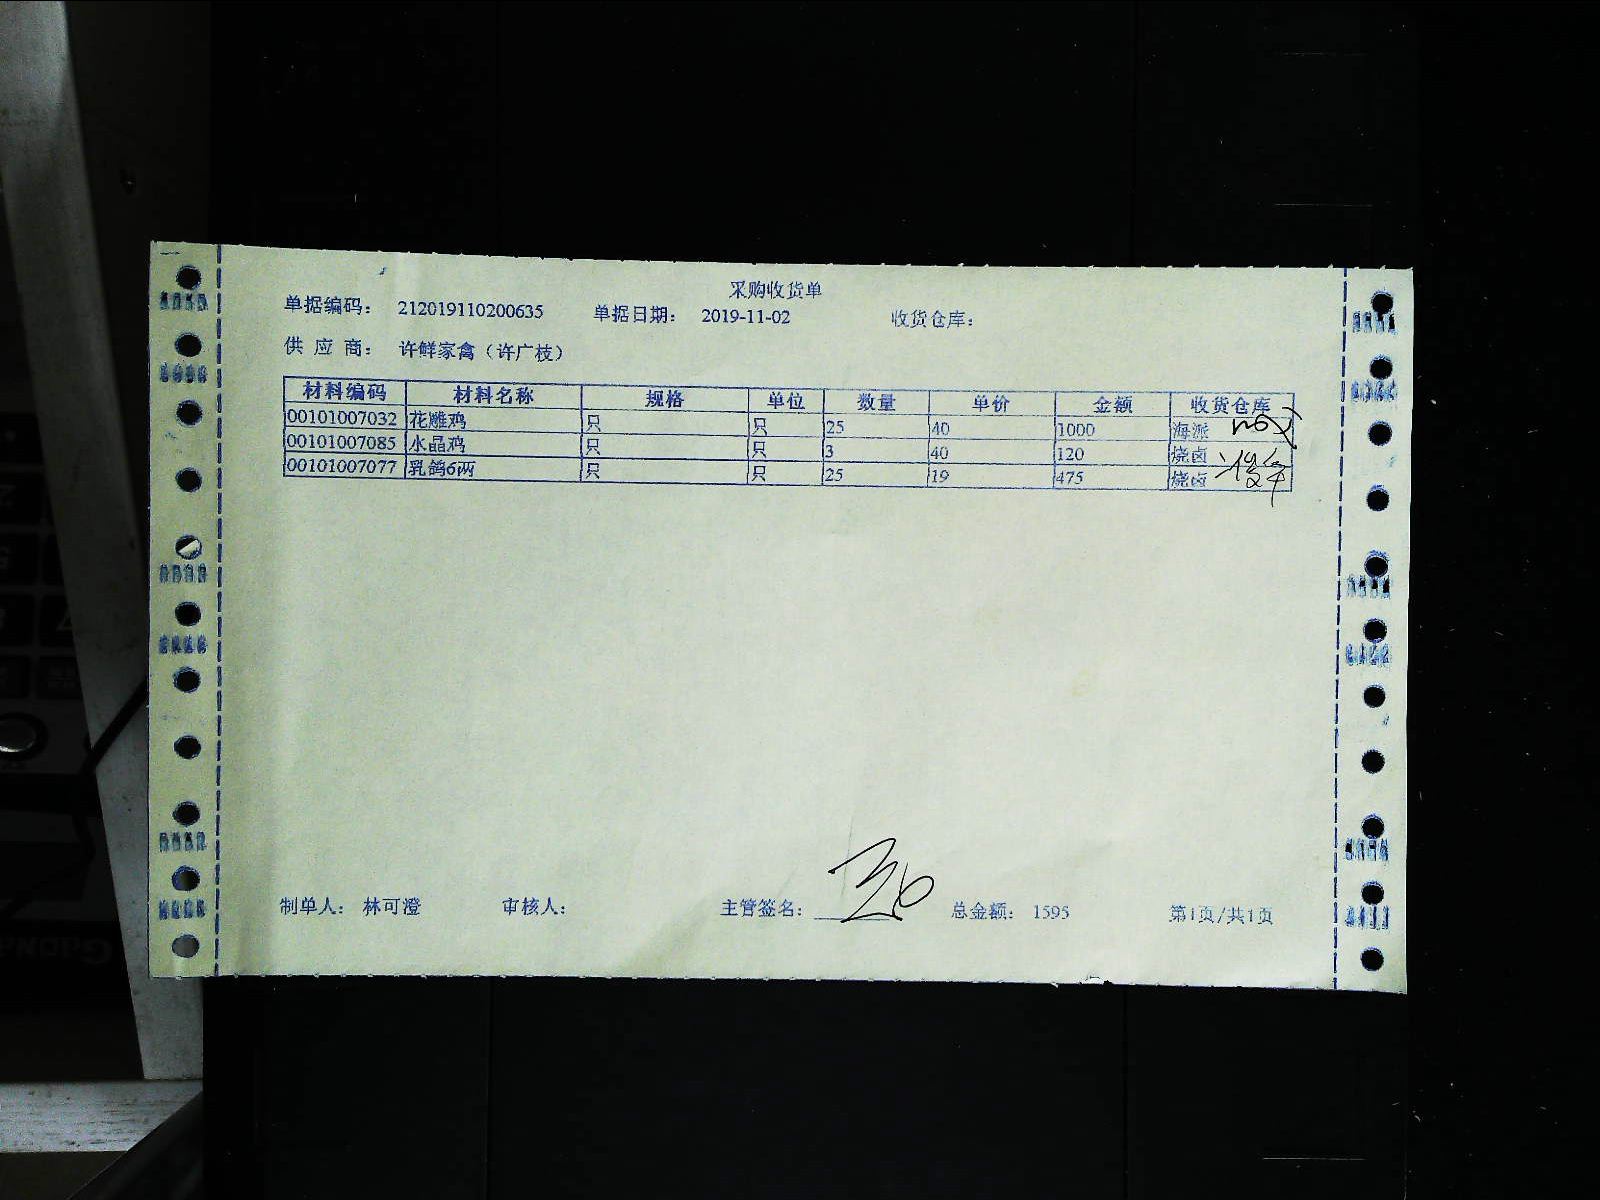 采购收货单
单据编码： 212019110200635 单据日期： 2019-11-02 收货仓库：
供 应 商： 许鲜家禽（许广枝）
材料编码 材料名称 规格 单位 数量 单价 金额 收货仓库
00101007032 花雕鸡 只 只 25 40 1000 海派
00101007085 水晶鸡 只 只 3 40 120 烧卤
00101007077 乳鸽6两 只 只 25 19 475 烧卤
制单人： 林可澄 审核人： 主管签名： 总金额： 1595 第1页/共1页